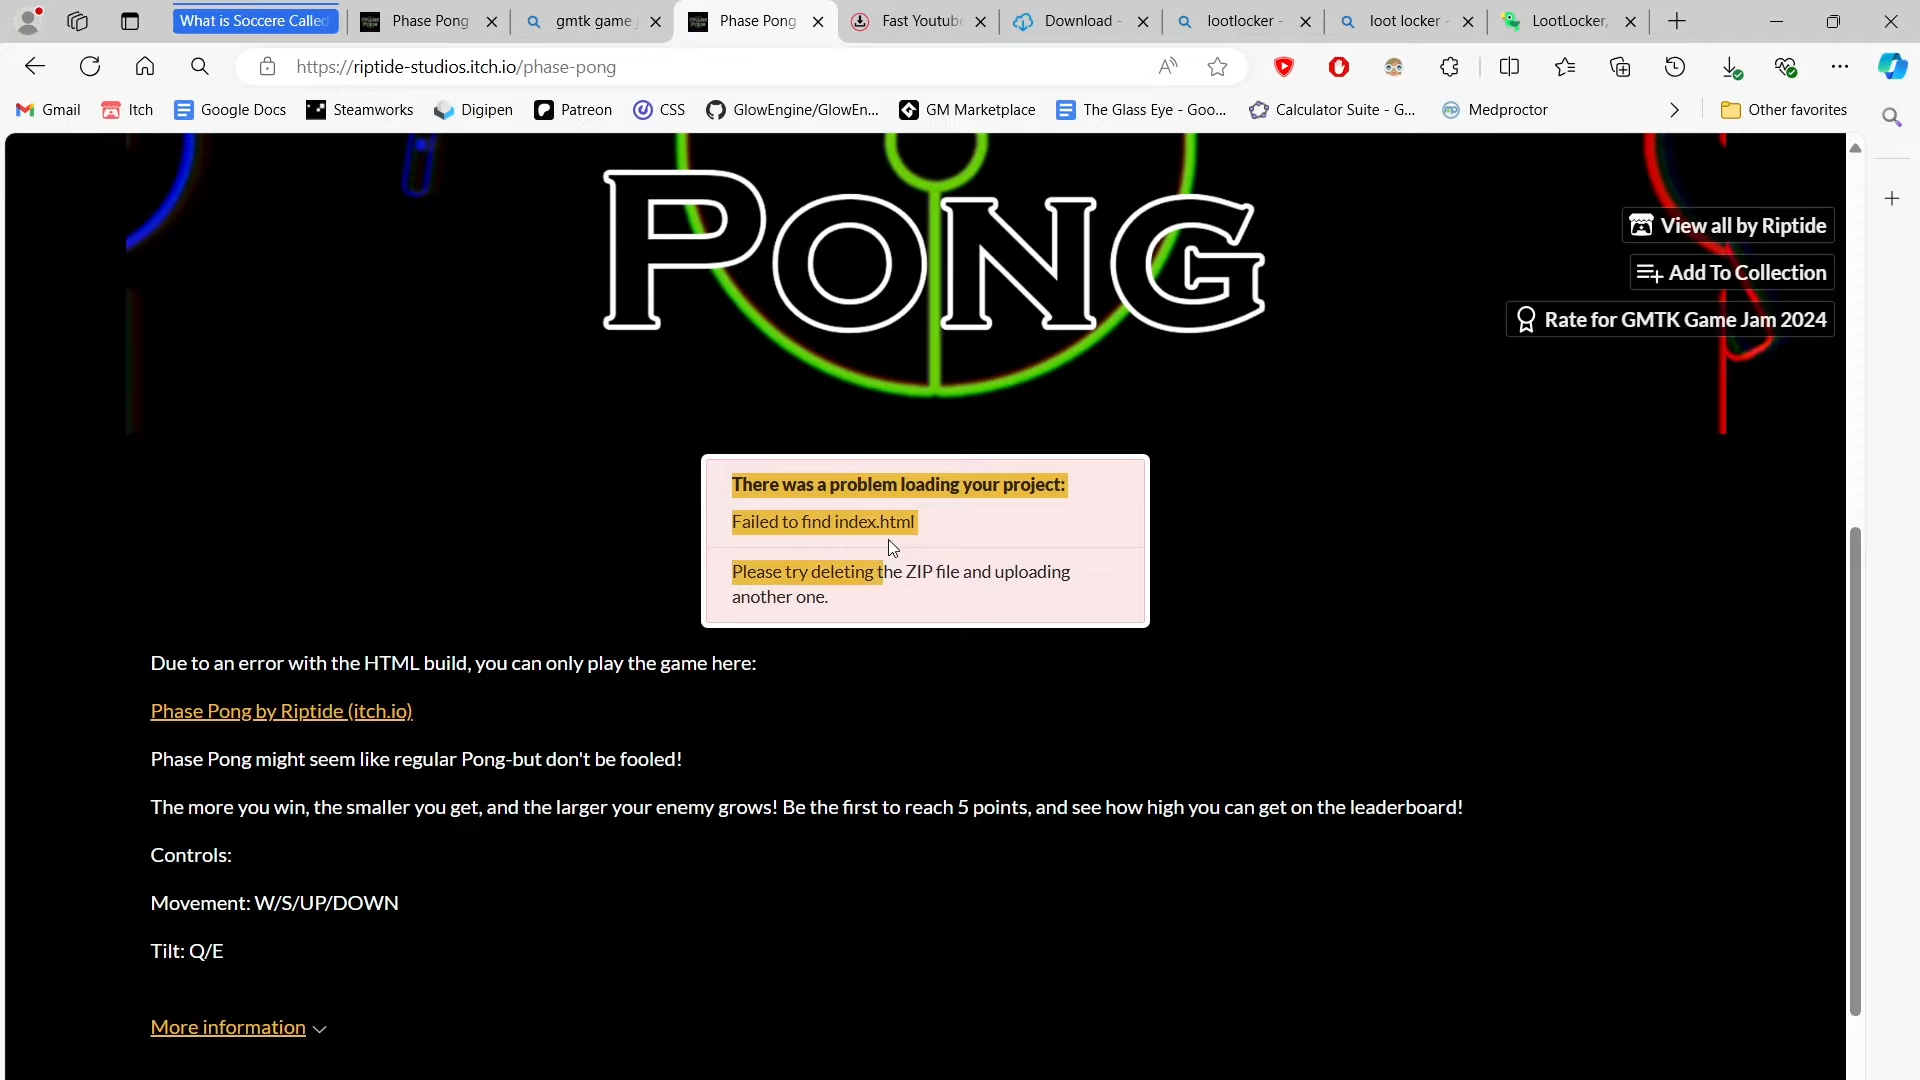 What is Soccere Called
Phase Pong
gmtk game
Phase Pong
Fast Youtube
Download -
lootlocker -
loot locker -
LootLocker,
https://riptide-studios.itch.io/phase-pong
Gmail
Itch
Google Docs
Steamworks
Digipen
Patreon
CSS
GlowEngine/GlowEn...
GM Marketplace
The Glass Eye - Goo...
Calculator Suite - G...
Medproctor
Other favorites
PONG
View all by Riptide
Add To Collection
Rate for GMTK Game Jam 2024
There was a problem loading your project:
Failed to find index.html
Please try deleting the ZIP file and uploading
another one.
Due to an error with the HTML build, you can only play the game here:
Phase Pong by Riptide (itch.io)
Phase Pong might seem like regular Pong-but don't be fooled!
The more you win, the smaller you get, and the larger your enemy grows! Be the first to reach 5 points, and see how high you can get on the leaderboard!
Controls:
Movement: W/S/UP/DOWN
Tilt: Q/E
More information